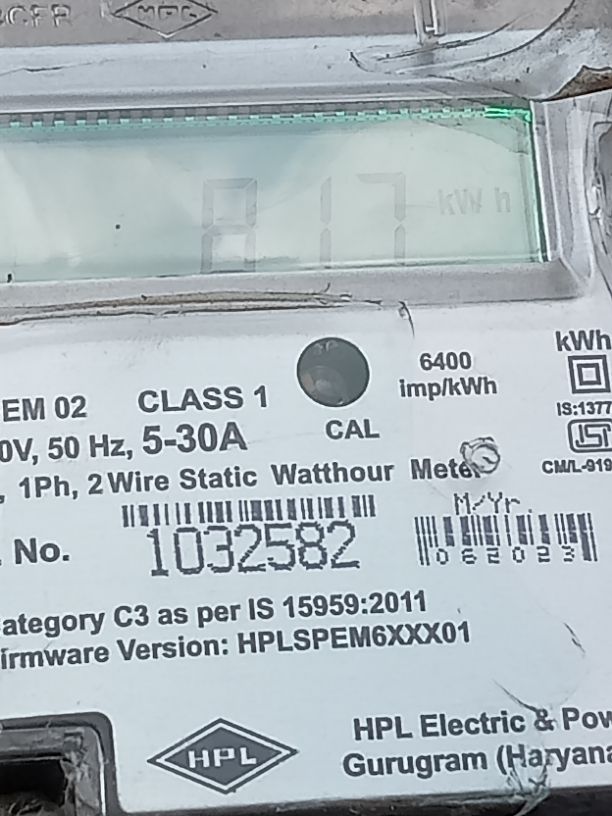 HPL
817 kWh
6400
imp/kWh
kWh
EM 02 CLASS 1
CAL
IS:1377
0V, 50 Hz, 5-30A
, 1Ph, 2 Wire Static Watthour Meter
CM/L-919
M/Yr.
No. 1032582
062023
ategory C3 as per IS 15959:2011
irmware Version: HPLSPEM6XXX01
HPL
HPL Electric & Pow
Gurugram (Haryana